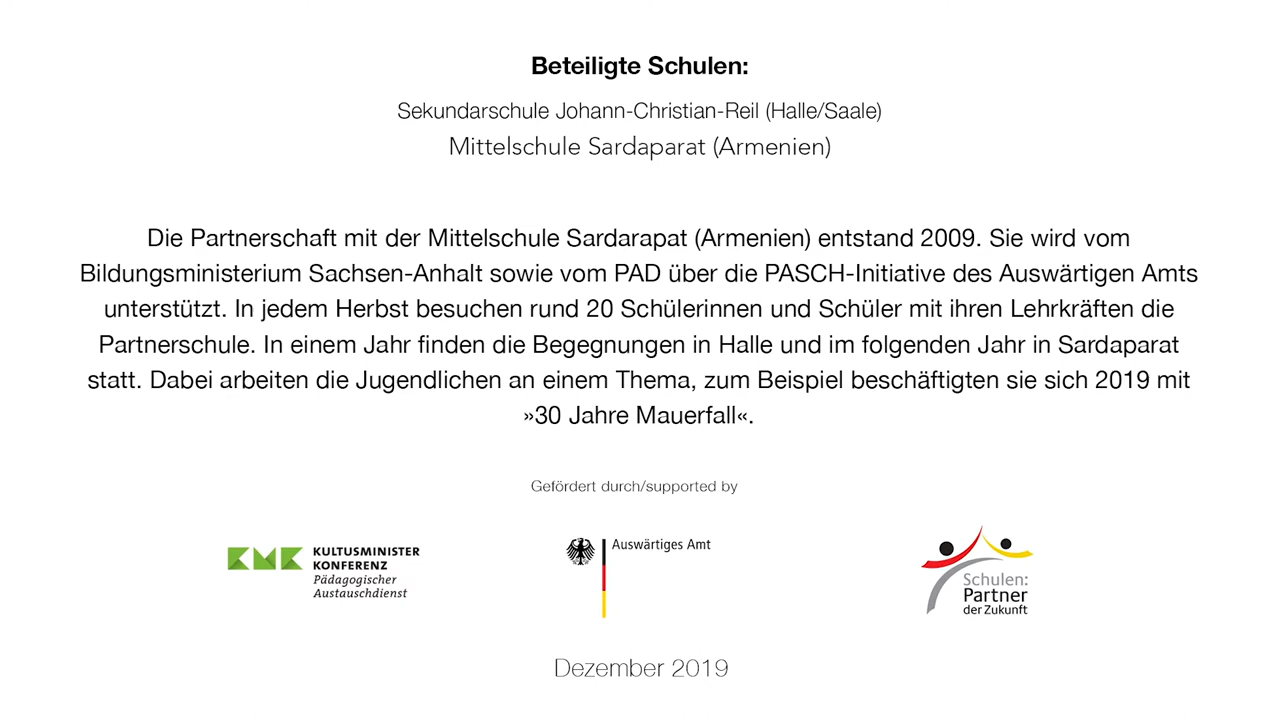 Beteiligte Schulen:
Sekundarschule Johann-Christian-Reil (Halle/Saale)
Mittelschule Sardaparat (Armenien)
Die Partnerschaft mit der Mittelschule Sardarapat (Armenien) entstand 2009. Sie wird vom
Bildungsministerium Sachsen-Anhalt sowie vom PAD über die PASCH-Initiative des Auswärtigen Amts
unterstützt. In jedem Herbst besuchen rund 20 Schülerinnen und Schüler mit ihren Lehrkräften die
Partnerschule. In einem Jahr finden die Begegnungen in Halle und im folgenden Jahr in Sardaparat
statt. Dabei arbeiten die Jugendlichen an einem Thema, zum Beispiel beschäftigten sie sich 2019 mit
»30 Jahre Mauerfall«.
Gefördert durch/supported by
KMK
KULTUSMINISTER
KONFERENZ
Pädagogischer
Austauschdienst
Auswärtiges Amt
Schulen:
Partner
der Zukunft
Dezember 2019